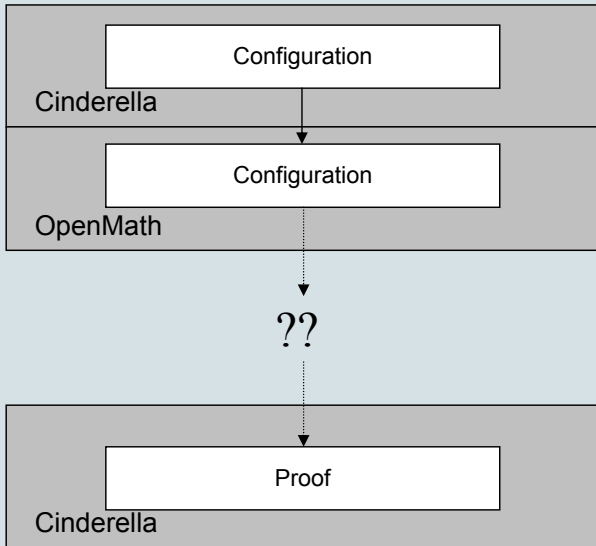 Configuration
Cinderella
Configuration
OpenMath
??
Proof
Cinderella